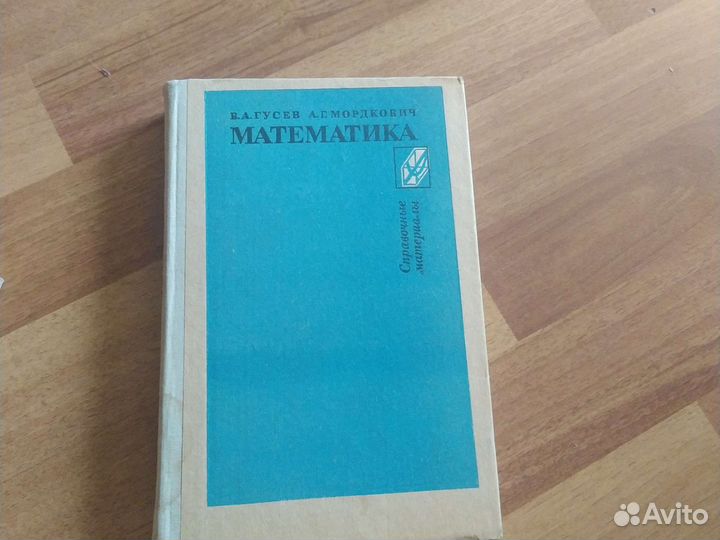 В.А.ГУСЕВ А.Г.МОРДКОВИЧ
МАТЕМАТИКА
Справочные
материалы
Avito